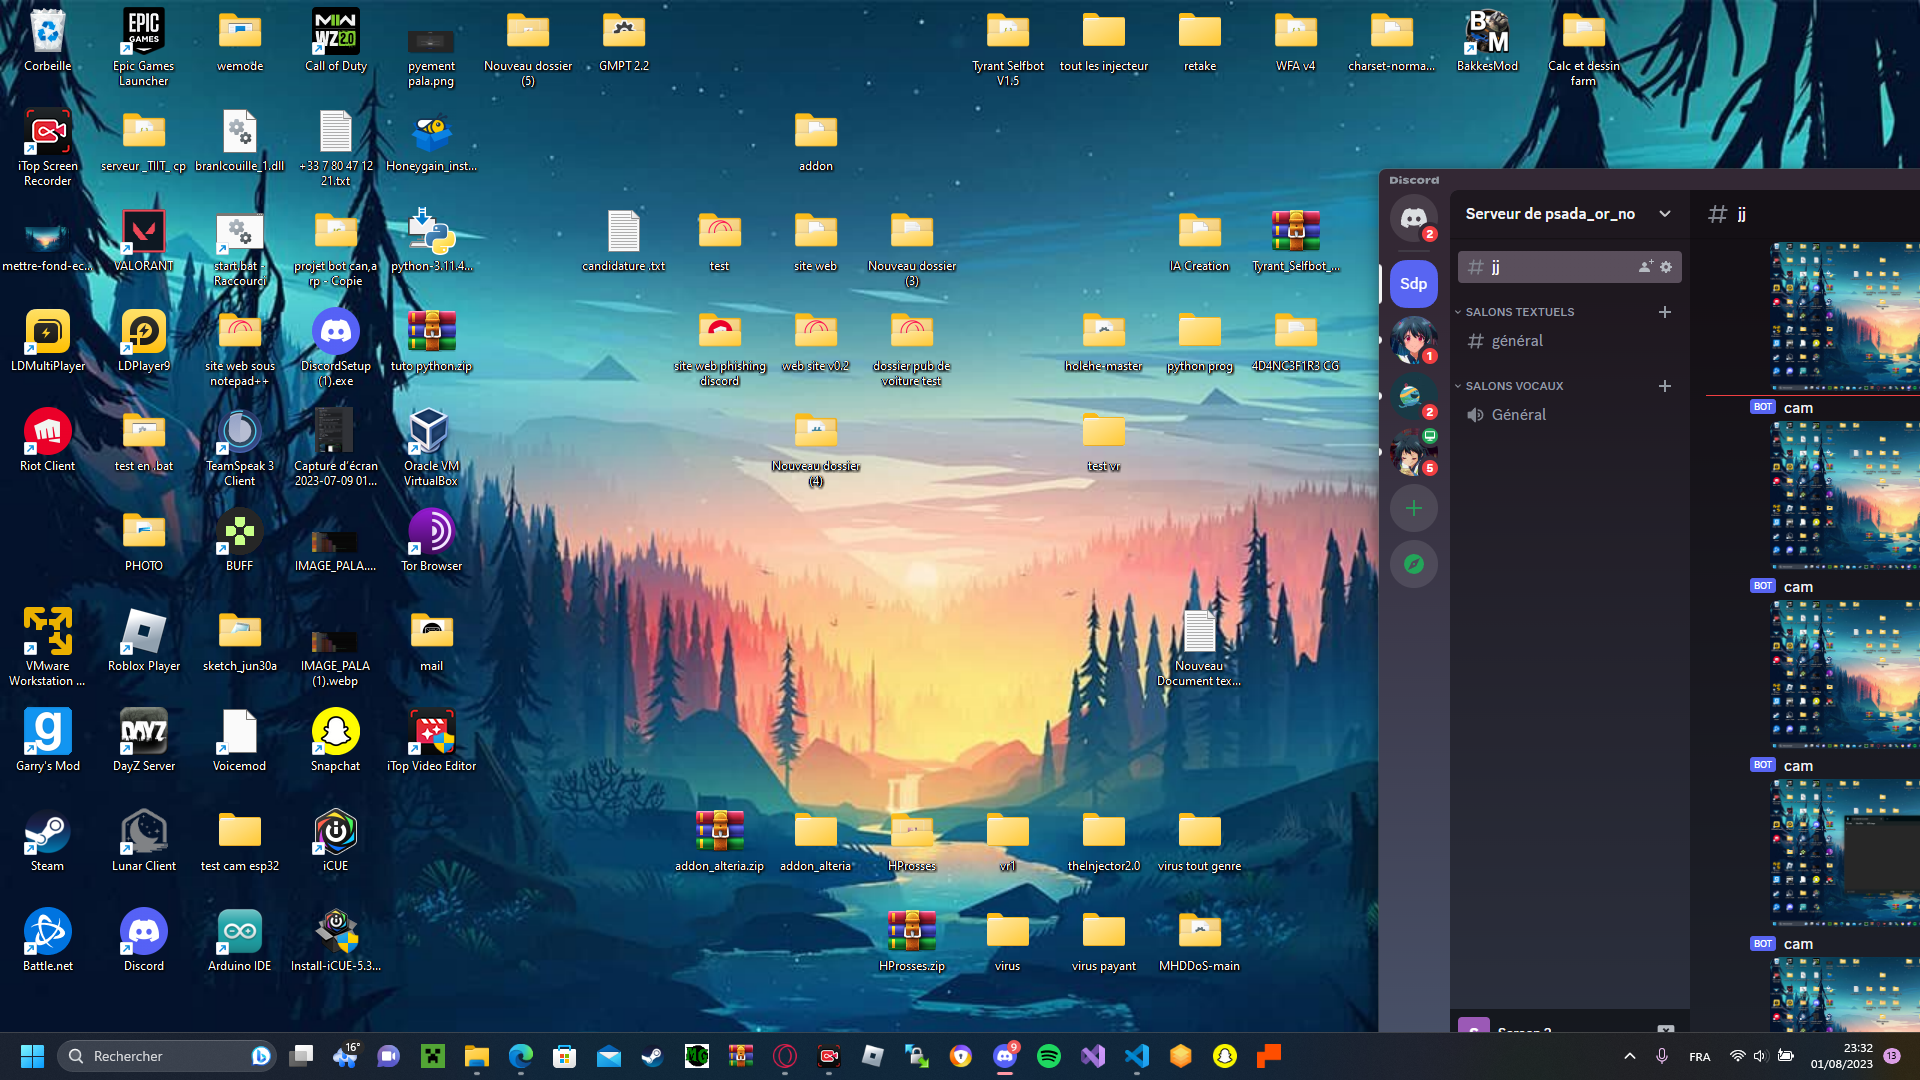 Corbeille
Epic Games
Launcher
wemode
Call of Duty
pyement
pala.png
Nouveau dossier
(5)
GMPT 2.2
Tyrant Selfbot
V1.5
tout les injecteur
retake
WFA v4
charset-norma...
BakkesMod
Calc et dessin
farm
iTop Screen
Recorder
serveur _TIIT_ cp
branlcouille_1.dll
+33 7 80 47 12
21.txt
Honeygain_inst...
addon
mettre-fond-ec...
VALORANT
start.bat -
Raccourci
projet bot can,a
rp - Copie
python-3.11.4...
candidature .txt
test
site web
Nouveau dossier
(3)
IA Creation
Tyrant_Selfbot_...
LDMultiPlayer
LDPlayer9
site web sous
notepad++
DiscordSetup
(1).exe
tuto python.zip
site web phishing
discord
web site v0.2
dossier pub de
voiture test
holehe-master
python prog
4D4NC3F1R3 CG
Riot Client
test en .bat
TeamSpeak 3
Client
Capture d'écran
2023-07-09 01...
Oracle VM
VirtualBox
Nouveau dossier
(4)
test vr
PHOTO
BUFF
IMAGE_PALA....
Tor Browser
VMware
Workstation ...
Roblox Player
sketch_jun30a
IMAGE_PALA
(1).webp
mail
Nouveau
Document tex...
Garry's Mod
DayZ Server
Voicemod
Snapchat
iTop Video Editor
Steam
Lunar Client
test cam esp32
iCUE
addon_alteria.zip
addon_alteria
HProsses
vr1
theInjector2.0
virus tout genre
Battle.net
Discord
Arduino IDE
Install-iCUE-5.3...
HProsses.zip
virus
virus payant
MHDDoS-main
Discord
Serveur de psada_or_no
# jj
jj
Sdp
SALONS TEXTUELS
général
SALONS VOCAUX
Général
BOT cam
BOT cam
BOT cam
BOT cam
Rechercher
16°
FRA
23:32
01/08/2023
13